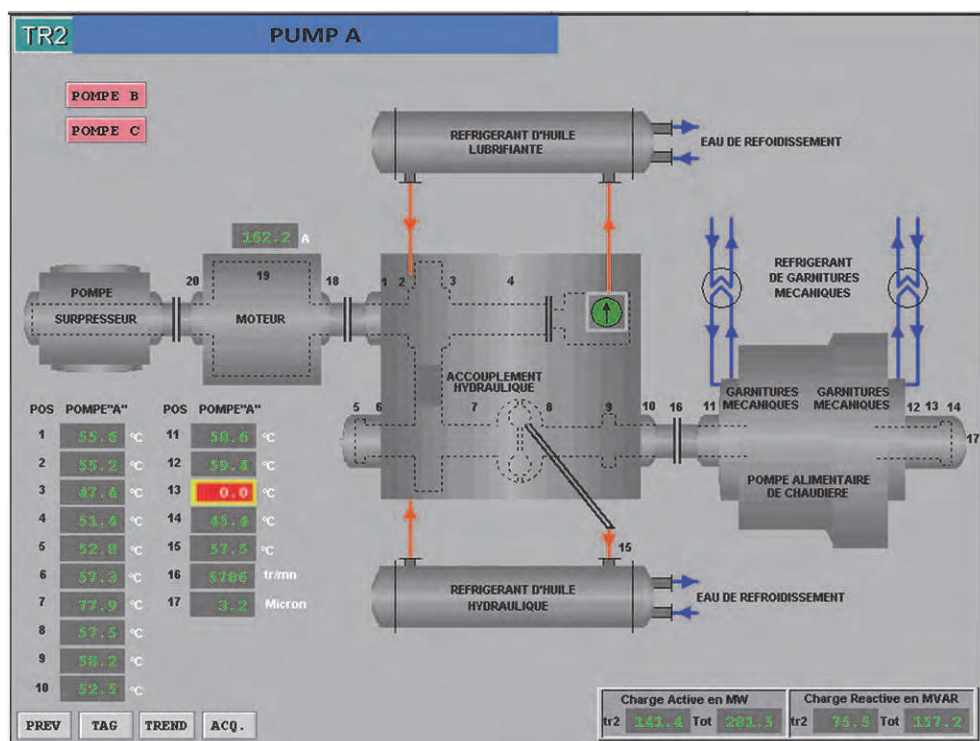 TR2
PUMP A
POMPE B
POMPE C
REFRIGERANT D'HUILE
LUBRIFIANTE
EAU DE REFOIDISSEMENT
162.2 A
REFRIGERANT
DE GARNITURES
MECANIQUES
20 19 18 1 2 3 4
POMPE
SURPRESSEUR
MOTEUR
ACCOUPLEMENT
HYDRAULIQUE
GARNITURES
MECANIQUES
GARNITURES
MECANIQUES
5 6 7 8 9 10 16 11 12 13 14
17
POMPE ALIMENTAIRE
DE CHAUDIERE
POS POMPE"A" POS POMPE"A"
1 55.6 °C 11 58.6 °C
2 55.2 °C 12 59.4 °C
3 47.4 °C 13 0.0 °C
4 51.4 °C 14 45.4 °C
5 52.8 °C 15 57.5 °C
6 57.3 °C 16 5786 tr/mn
7 77.9 °C 17 3.2 Micron
8 57.5 °C
9 58.2 °C
10 52.5 °C
15
REFRIGERANT D'HUILE
HYDRAULIQUE
EAU DE REFROIDISSEMENT
PREV TAG TREND ACQ.
Charge Active en MW
tr2 141.4 Tot 281.5
Charge Reactive en MVAR
tr2 75.5 Tot 157.2